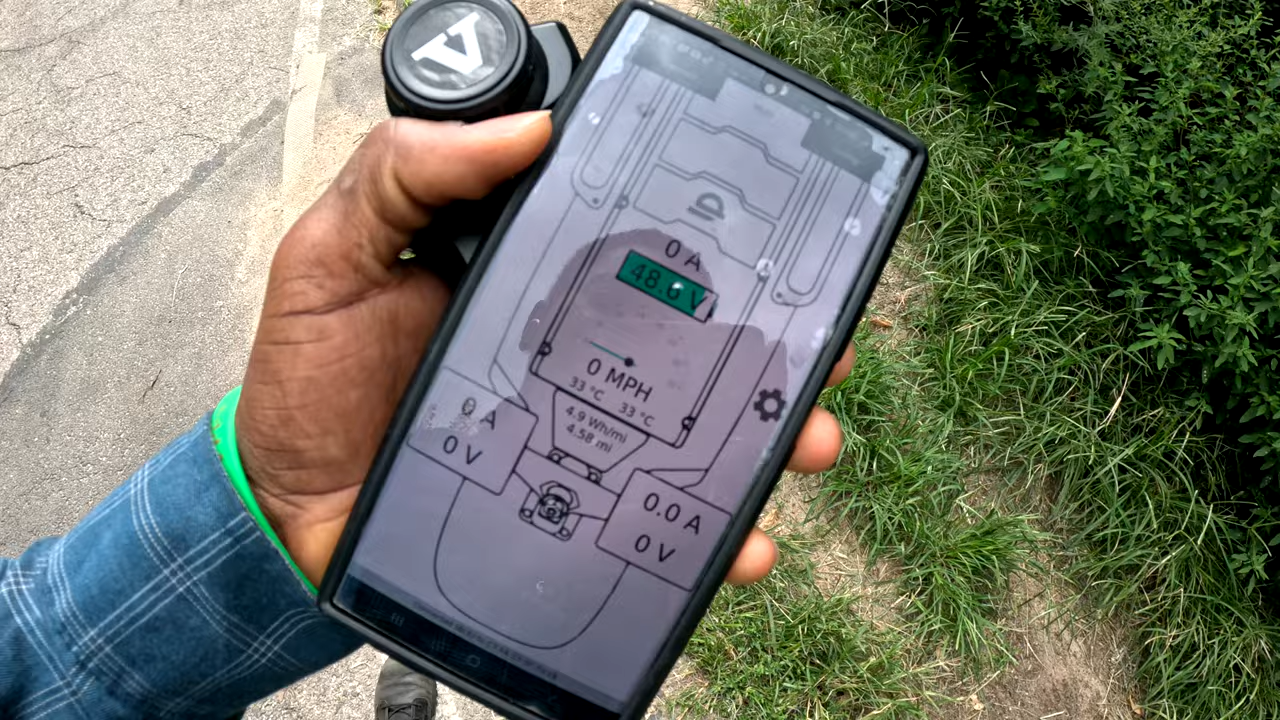 A
0 A
48.6 V
0 MPH
33 °C 33 °C
4.9 Wh/mi
4.58 mi
0 A
0 V
0.0 A
0 V